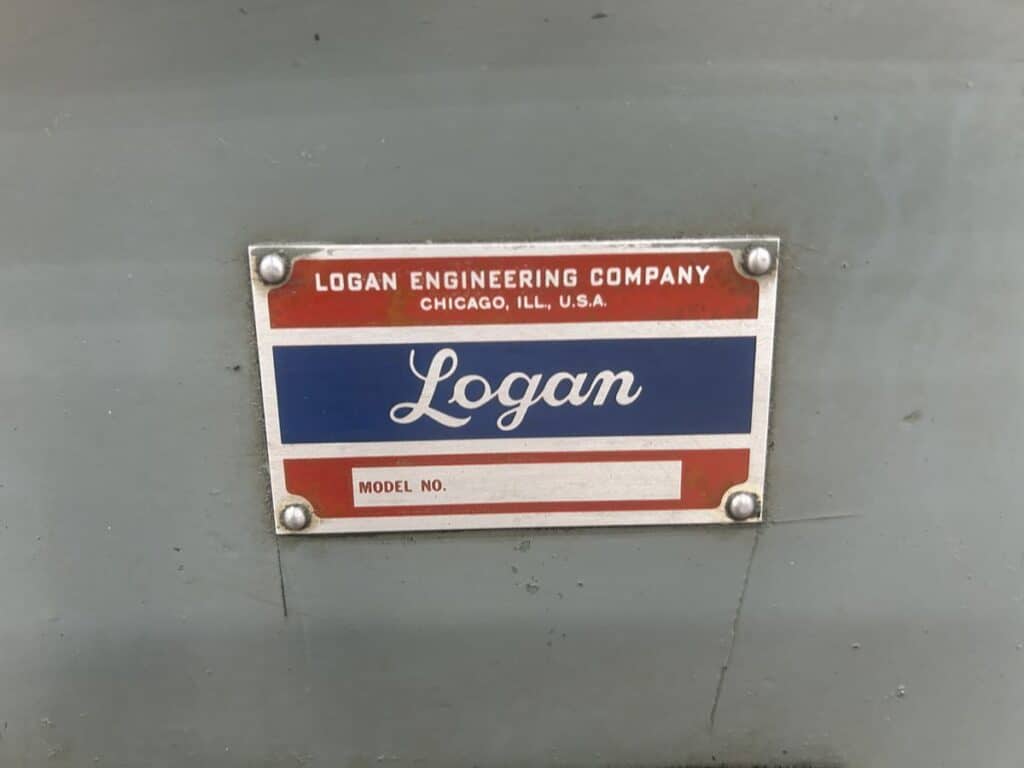 LOGAN ENGINEERING COMPANY
CHICAGO, ILL., U.S.A.
Logan
MODEL NO.